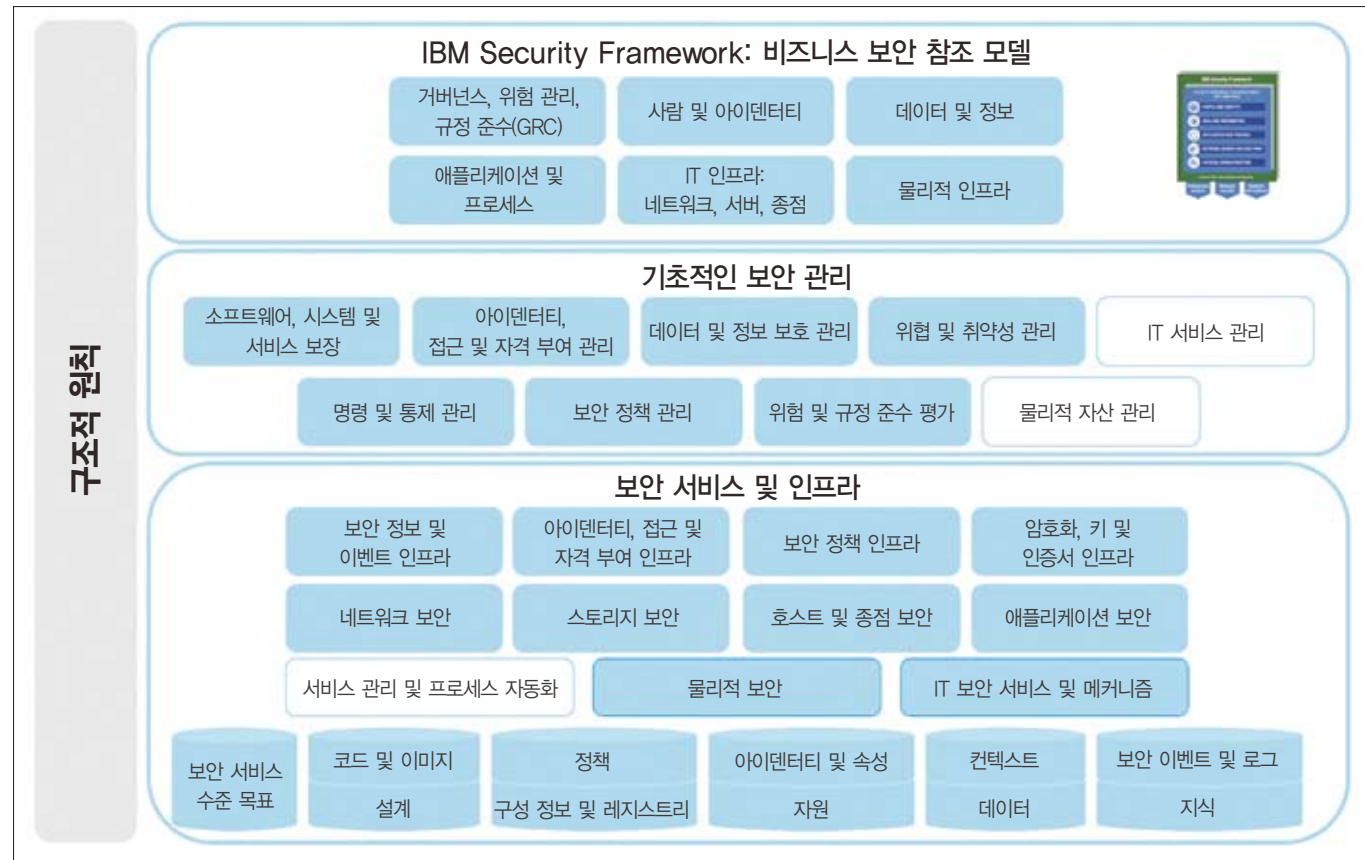 구조적 원칙
IBM Security Framework: 비즈니스 보안 참조 모델
거버넌스, 위험 관리,
규정 준수(GRC)
사람 및 아이덴터티
데이터 및 정보
애플리케이션 및
프로세스
IT 인프라:
네트워크, 서버, 종점
물리적 인프라
기초적인 보안 관리
소프트웨어, 시스템 및
서비스 보장
아이덴터티,
접근 및 자격 부여 관리
데이터 및 정보 보호 관리
위협 및 취약성 관리
IT 서비스 관리
명령 및 통제 관리
보안 정책 관리
위험 및 규정 준수 평가
물리적 자산 관리
보안 서비스 및 인프라
보안 정보 및
이벤트 인프라
아이덴터티, 접근 및
자격 부여 인프라
보안 정책 인프라
암호화, 키 및
인증서 인프라
네트워크 보안
스토리지 보안
호스트 및 종점 보안
애플리케이션 보안
서비스 관리 및 프로세스 자동화
물리적 보안
IT 보안 서비스 및 메커니즘
보안 서비스
수준 목표
코드 및 이미지
설계
정책
구성 정보 및 레지스트리
아이덴터티 및 속성
자원
컨텍스트
데이터
보안 이벤트 및 로그
지식